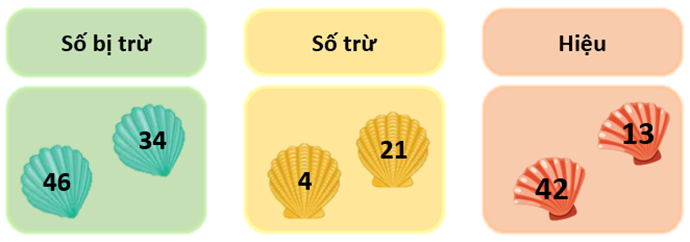 Số bị trừ
Số trừ
Hiệu
34
46
21
4
13
42